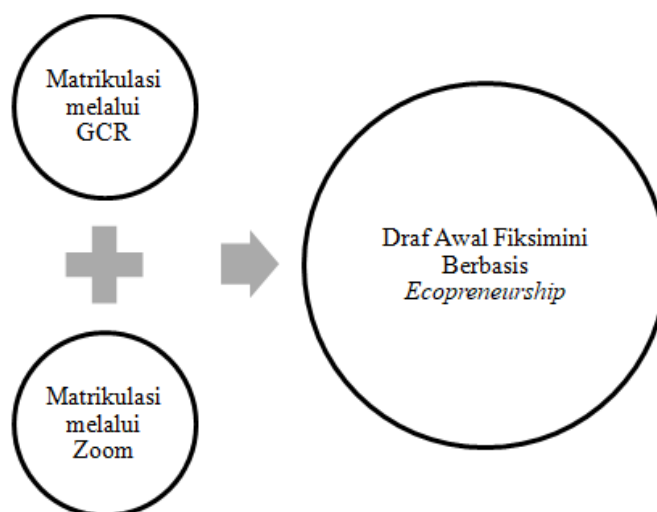 Matrikulasi
melalui
GCR
Matrikulasi
melalui
Zoom
Draf Awal Fiksimini
Berbasis
Ecopreneurship